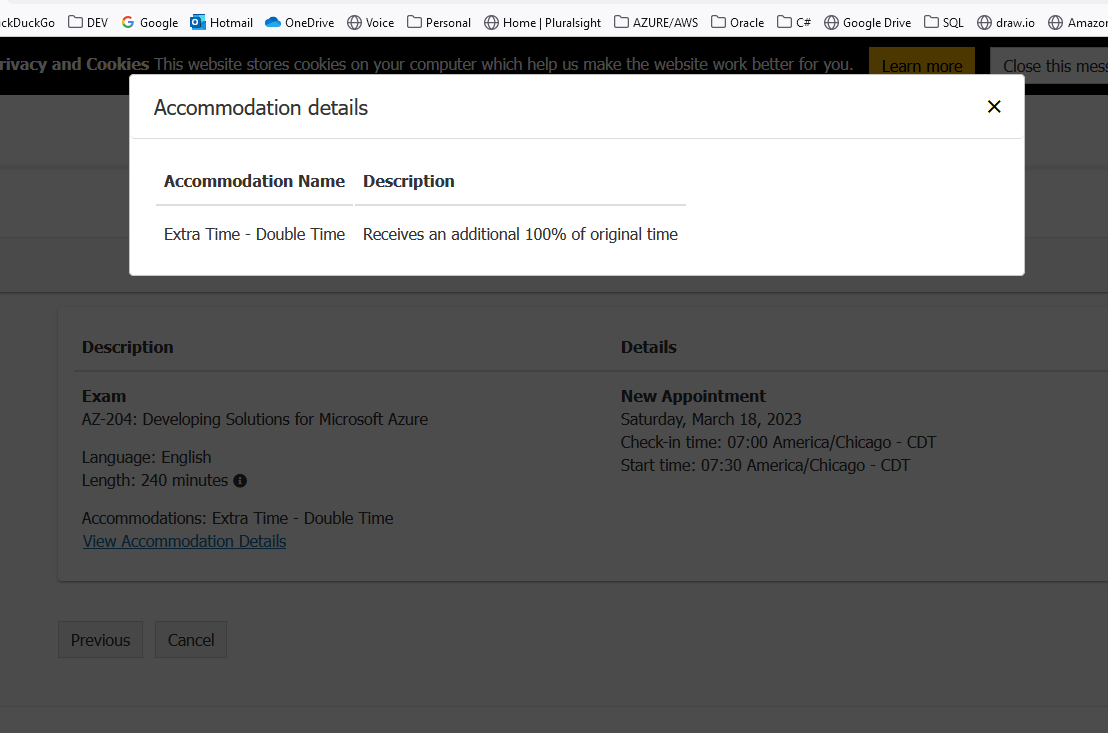 ckDuckGo DEV Google Hotmail OneDrive Voice Personal Home | Pluralsight AZURE/AWS Oracle C# Google Drive SQL draw.io Amazon
rivacy and Cookies This website stores cookies on your computer which help us make the website work better for you. Learn more Close this mess
Accommodation details
Accommodation Name Description
Extra Time - Double Time Receives an additional 100% of original time
Description Details
Exam New Appointment
AZ-204: Developing Solutions for Microsoft Azure Saturday, March 18, 2023
Check-in time: 07:00 America/Chicago - CDT
Language: English Start time: 07:30 America/Chicago - CDT
Length: 240 minutes
Accommodations: Extra Time - Double Time
View Accommodation Details
Previous Cancel